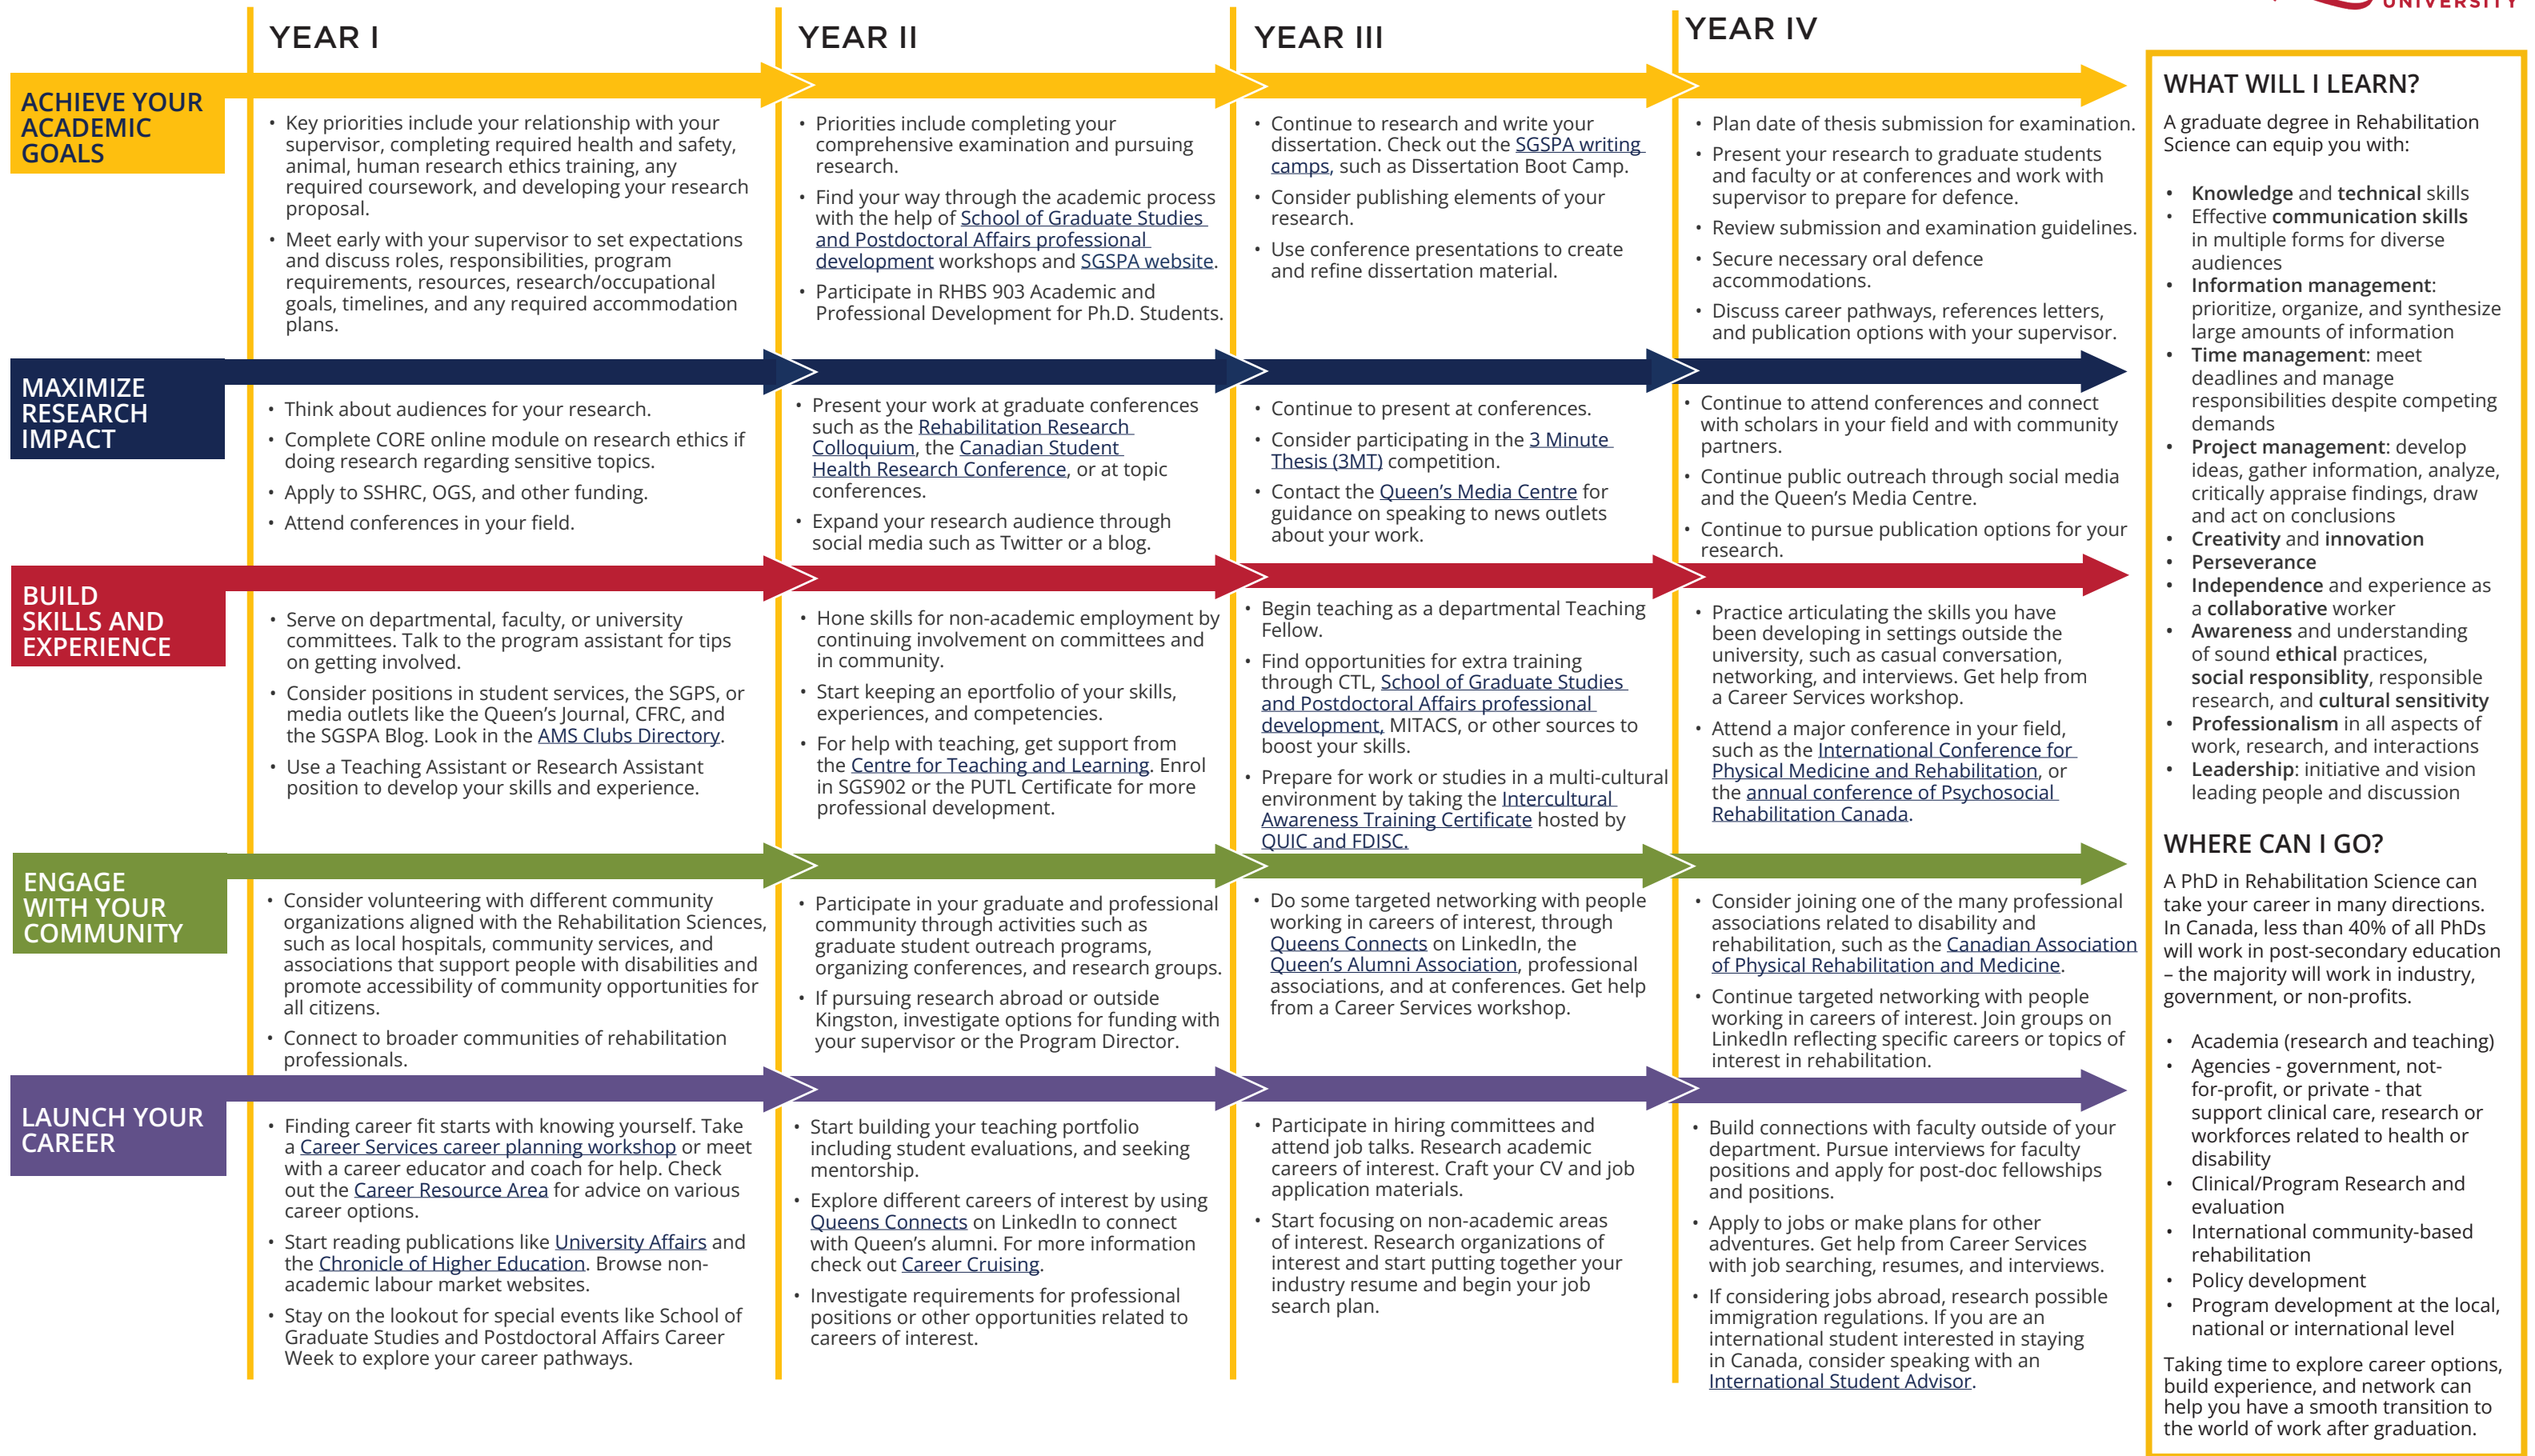 UNIVERSITY
YEAR I
YEAR II
YEAR III
YEAR IV
ACHIEVE YOUR
ACADEMIC
GOALS
• Key priorities include your relationship with your
supervisor, completing required health and safety,
animal, human research ethics training, any
required coursework, and developing your research
proposal.
• Meet early with your supervisor to set expectations
and discuss roles, responsibilities, program
requirements, resources, research/occupational
goals, timelines, and any required accommodation
plans.
• Priorities include completing your
comprehensive examination and pursuing
research.
• Find your way through the academic process
with the help of School of Graduate Studies
and Postdoctoral Affairs professional
development workshops and SGSPA website.
• Participate in RHBS 903 Academic and
Professional Development for Ph.D. Students.
• Continue to research and write your
dissertation. Check out the SGSPA writing
camps, such as Dissertation Boot Camp.
• Consider publishing elements of your
research.
• Use conference presentations to create
and refine dissertation material.
• Plan date of thesis submission for examination.
• Present your research to graduate students
and faculty or at conferences and work with
supervisor to prepare for defence.
• Review submission and examination guidelines.
• Secure necessary oral defence
accommodations.
• Discuss career pathways, references letters,
and publication options with your supervisor.
MAXIMIZE
RESEARCH
IMPACT
• Think about audiences for your research.
• Complete CORE online module on research ethics if
doing research regarding sensitive topics.
• Apply to SSHRC, OGS, and other funding.
• Attend conferences in your field.
• Present your work at graduate conferences
such as the Rehabilitation Research
Colloquium, the Canadian Student
Health Research Conference, or at topic
conferences.
• Expand your research audience through
social media such as Twitter or a blog.
• Continue to present at conferences.
• Consider participating in the 3 Minute
Thesis (3MT) competition.
• Contact the Queen's Media Centre for
guidance on speaking to news outlets
about your work.
• Continue to attend conferences and connect
with scholars in your field and with community
partners.
• Continue public outreach through social media
and the Queen's Media Centre.
• Continue to pursue publication options for your
research.
BUILD
SKILLS AND
EXPERIENCE
• Serve on departmental, faculty, or university
committees. Talk to the program assistant for tips
on getting involved.
• Consider positions in student services, the SGPS, or
media outlets like the Queen's Journal, CFRC, and
the SGSPA Blog. Look in the AMS Clubs Directory.
• Use a Teaching Assistant or Research Assistant
position to develop your skills and experience.
• Hone skills for non-academic employment by
continuing involvement on committees and
in community.
• Start keeping an eportfolio of your skills,
experiences, and competencies.
• For help with teaching, get support from
the Centre for Teaching and Learning. Enrol
in SGS902 or the PUTL Certificate for more
professional development.
• Begin teaching as a departmental Teaching
Fellow.
• Find opportunities for extra training
through CTL, School of Graduate Studies
and Postdoctoral Affairs professional
development, MITACS, or other sources to
boost your skills.
• Prepare for work or studies in a multi-cultural
environment by taking the Intercultural
Awareness Training Certificate hosted by
QUIC and FDISC.
• Practice articulating the skills you have
been developing in settings outside the
university, such as casual conversation,
networking, and interviews. Get help from
a Career Services workshop.
• Attend a major conference in your field,
such as the International Conference for
Physical Medicine and Rehabilitation, or
the annual conference of Psychosocial
Rehabilitation Canada.
ENGAGE
WITH YOUR
COMMUNITY
• Consider volunteering with different community
organizations aligned with the Rehabilitation Sciences,
such as local hospitals, community services, and
associations that support people with disabilities and
promote accessibility of community opportunities for
all citizens.
• Connect to broader communities of rehabilitation
professionals.
• Participate in your graduate and professional
community through activities such as
graduate student outreach programs,
organizing conferences, and research groups.
• If pursuing research abroad or outside
Kingston, investigate options for funding with
your supervisor or the Program Director.
• Do some targeted networking with people
working in careers of interest, through
Queens Connects on LinkedIn, the
Queen's Alumni Association, professional
associations, and at conferences. Get help
from a Career Services workshop.
• Consider joining one of the many professional
associations related to disability and
rehabilitation, such as the Canadian Association
of Physical Rehabilitation and Medicine.
• Continue targeted networking with people
working in careers of interest. Join groups on
LinkedIn reflecting specific careers or topics of
interest in rehabilitation.
LAUNCH YOUR
CAREER
• Finding career fit starts with knowing yourself. Take
a Career Services career planning workshop or meet
with a career educator and coach for help. Check
out the Career Resource Area for advice on various
career options.
• Start reading publications like University Affairs and
the Chronicle of Higher Education. Browse non-
academic labour market websites.
• Stay on the lookout for special events like School of
Graduate Studies and Postdoctoral Affairs Career
Week to explore your career pathways.
• Start building your teaching portfolio
including student evaluations, and seeking
mentorship.
• Explore different careers of interest by using
Queens Connects on LinkedIn to connect
with Queen's alumni. For more information
check out Career Cruising.
• Investigate requirements for professional
positions or other opportunities related to
careers of interest.
• Participate in hiring committees and
attend job talks. Research academic
careers of interest. Craft your CV and job
application materials.
• Start focusing on non-academic areas
of interest. Research organizations of
interest and start putting together your
industry resume and begin your job
search plan.
• Build connections with faculty outside of your
department. Pursue interviews for faculty
positions and apply for post-doc fellowships
and positions.
• Apply to jobs or make plans for other
adventures. Get help from Career Services
with job searching, resumes, and interviews.
• If considering jobs abroad, research possible
immigration regulations. If you are an
international student interested in staying
in Canada, consider speaking with an
International Student Advisor.
WHAT WILL I LEARN?
A graduate degree in Rehabilitation
Science can equip you with:
• Knowledge and technical skills
• Effective communication skills
in multiple forms for diverse
audiences
• Information management:
prioritize, organize, and synthesize
large amounts of information
• Time management: meet
deadlines and manage
responsibilities despite competing
demands
• Project management: develop
ideas, gather information, analyze,
critically appraise findings, draw
and act on conclusions
• Creativity and innovation
• Perseverance
• Independence and experience as
a collaborative worker
• Awareness and understanding
of sound ethical practices,
social responsiblity, responsible
research, and cultural sensitivity
• Professionalism in all aspects of
work, research, and interactions
• Leadership: initiative and vision
leading people and discussion
WHERE CAN I GO?
A PhD in Rehabilitation Science can
take your career in many directions.
In Canada, less than 40% of all PhDs
will work in post-secondary education
– the majority will work in industry,
government, or non-profits.
• Academia (research and teaching)
• Agencies - government, not-
for-profit, or private - that
support clinical care, research or
workforces related to health or
disability
• Clinical/Program Research and
evaluation
• International community-based
rehabilitation
• Policy development
• Program development at the local,
national or international level
Taking time to explore career options,
build experience, and network can
help you have a smooth transition to
the world of work after graduation.